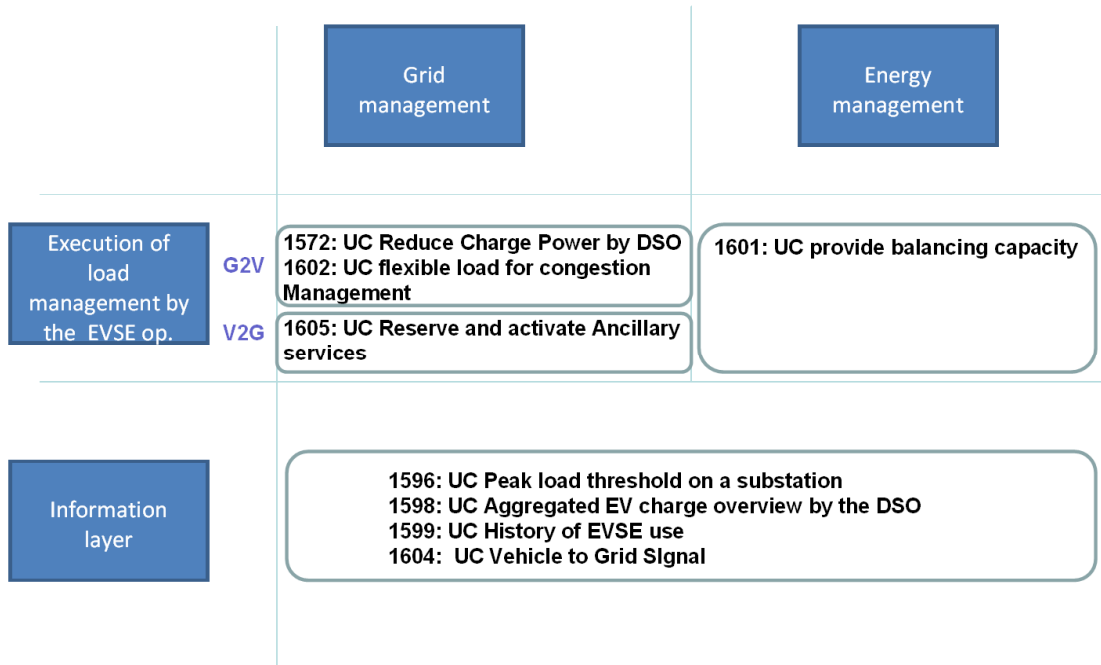 Grid
management
Energy
management
Execution of
load
management by
the EVSE op.
G2V
1572: UC Reduce Charge Power by DSO
1602: UC flexible load for congestion
Management
1601: UC provide balancing capacity
V2G
1605: UC Reserve and activate Ancillary
services
Information
layer
1596: UC Peak load threshold on a substation
1598: UC Aggregated EV charge overview by the DSO
1599: UC History of EVSE use
1604: UC Vehicle to Grid SIgnal